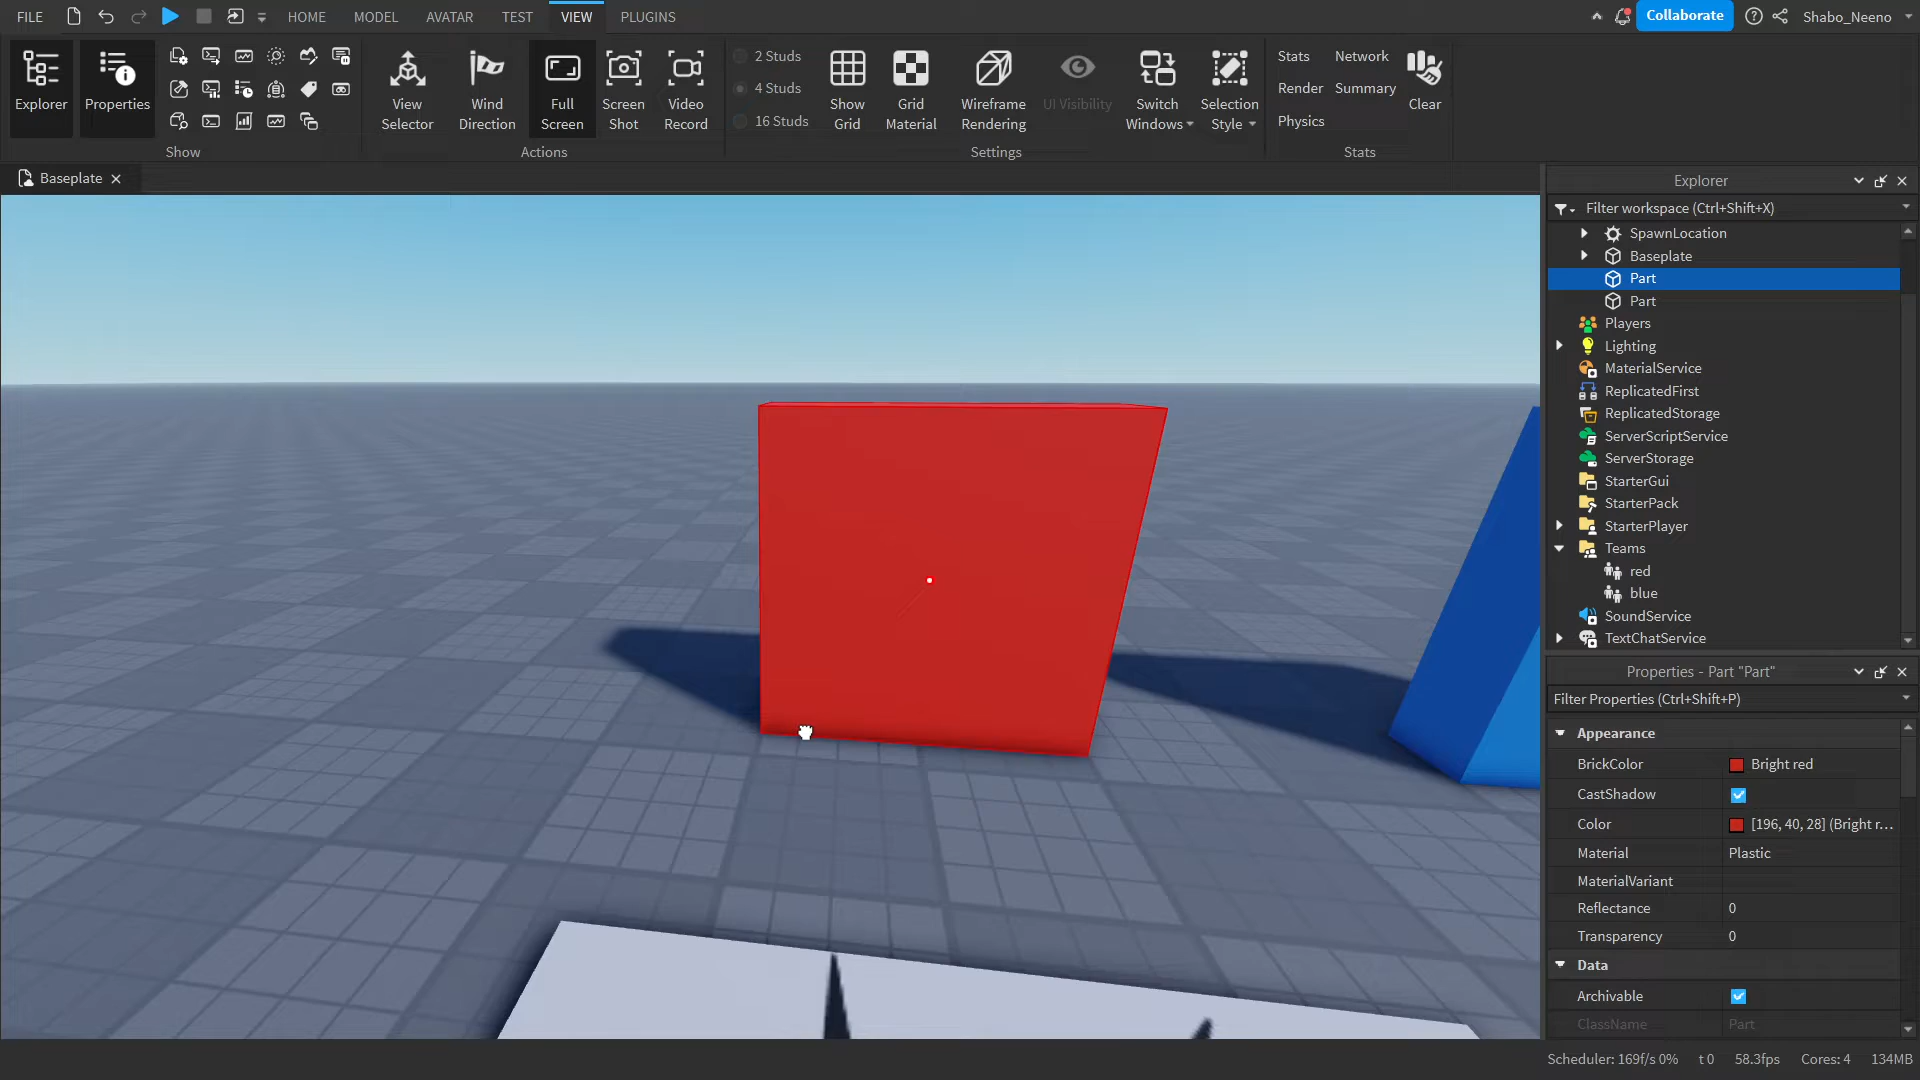 FILE HOME MODEL AVATAR TEST VIEW PLUGINS Collaborate Shabo_Neeno
Explorer
Properties
Show
View
Selector
Wind
Direction
Full
Screen
Screen
Shot
Video
Record
Actions
2 Studs
4 Studs
16 Studs
Show
Grid
Grid
Material
Wireframe
Rendering
UI Visibility
Switch
Windows
Selection
Style
Settings
Stats Network
Render Summary
Physics
Clear
Stats
Baseplate
Explorer
Filter workspace (Ctrl+Shift+X)
SpawnLocation
Baseplate
Part
Part
Players
Lighting
MaterialService
ReplicatedFirst
ReplicatedStorage
ServerScriptService
ServerStorage
StarterGui
StarterPack
StarterPlayer
Teams
red
blue
SoundService
TextChatService
Properties - Part "Part"
Filter Properties (Ctrl+Shift+P)
Appearance
BrickColor Bright red
CastShadow
Color [196, 40, 28] (Bright r...
Material Plastic
MaterialVariant
Reflectance 0
Transparency 0
Data
Archivable
ClassName Part
Scheduler: 169f/s 0% t 0 58.3fps Cores: 4 134MB